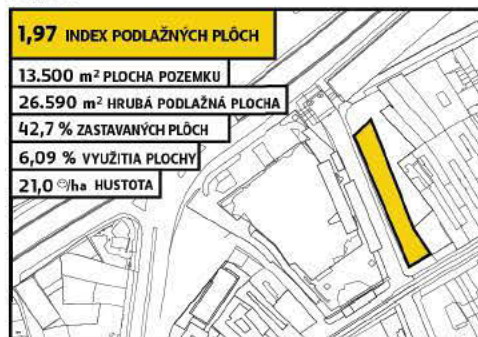 1,97 INDEX PODLAŽNÝCH PLÔCH
13.500 m² PLOCHA POZEMKU
26.590 m² HRUBÁ PODLAŽNÁ PLOCHA
42,7 % ZASTAVANÝCH PLÔCH
6,09 % VYUŽITIA PLOCHY
21,0 /ha HUSTOTA